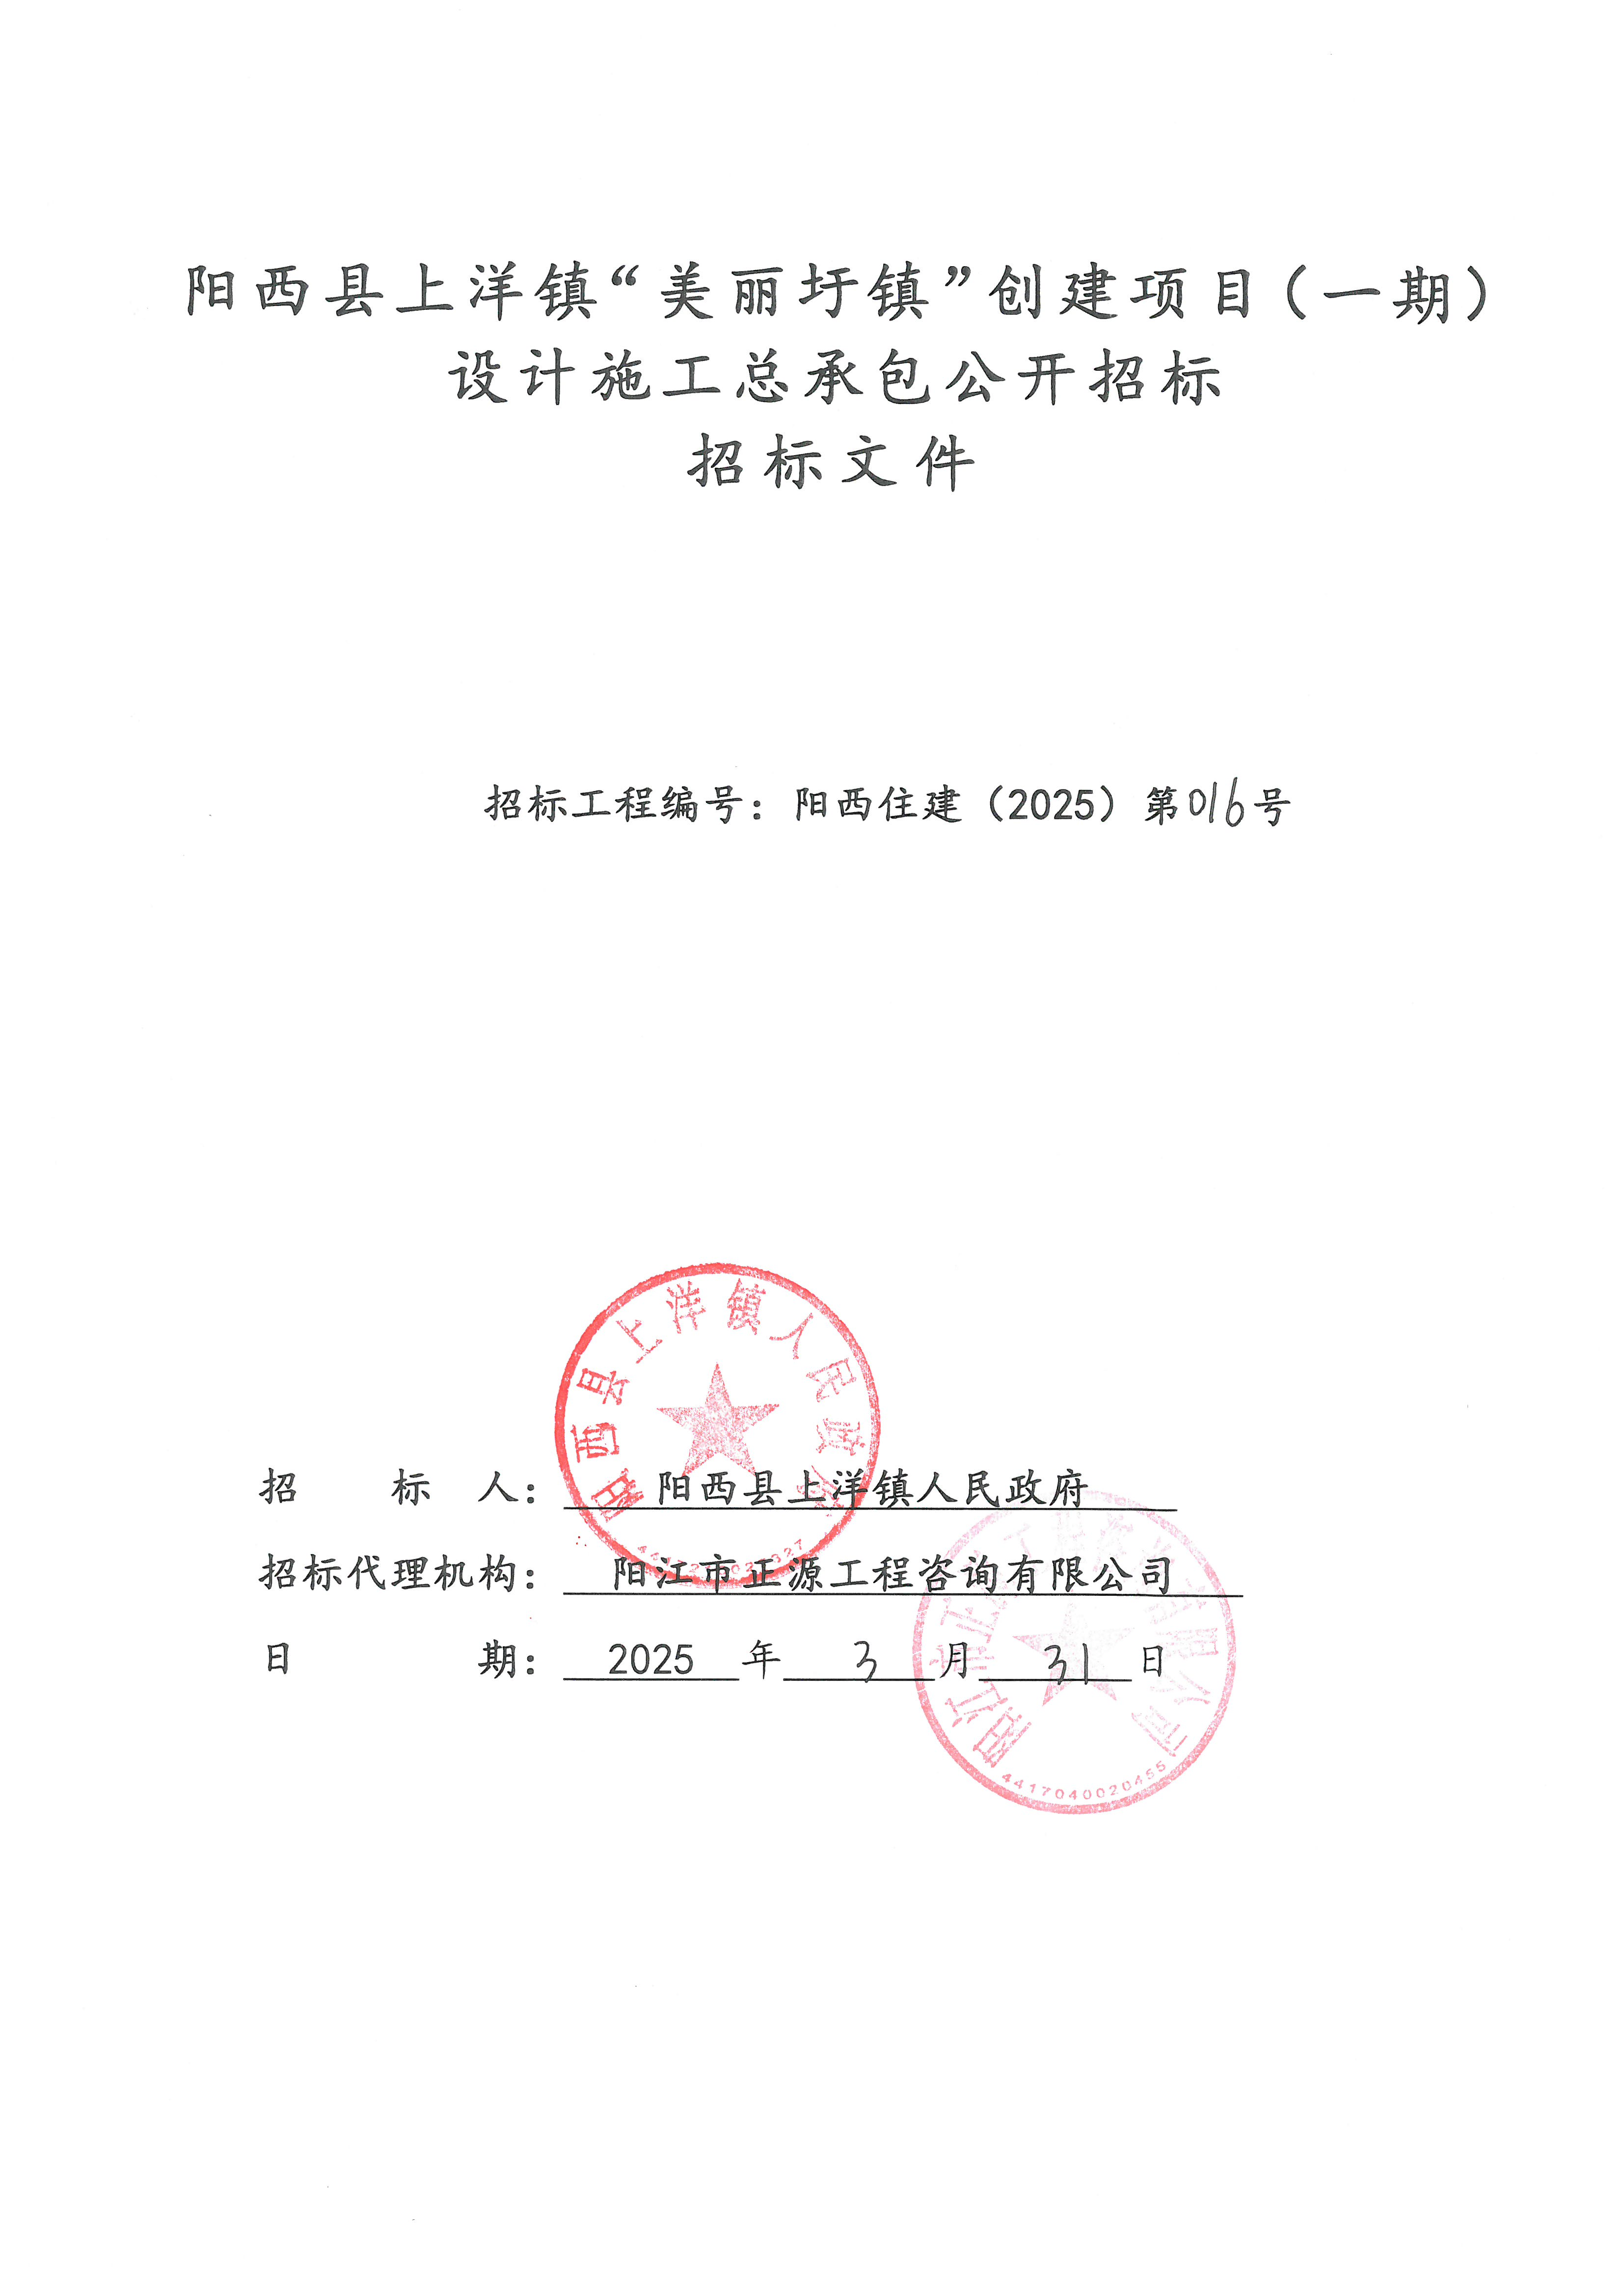 阳西县上洋镇“美丽圩镇”创建项目（一期）
设计施工总承包公开招标
招标文件
招标工程编号：阳西住建（2025）第016号
阳西县上洋镇人民政府
招标人：阳西县上洋镇人民政府
招标代理机构：阳江市正源工程咨询有限公司
日期：2025年3月31日
4417040020455